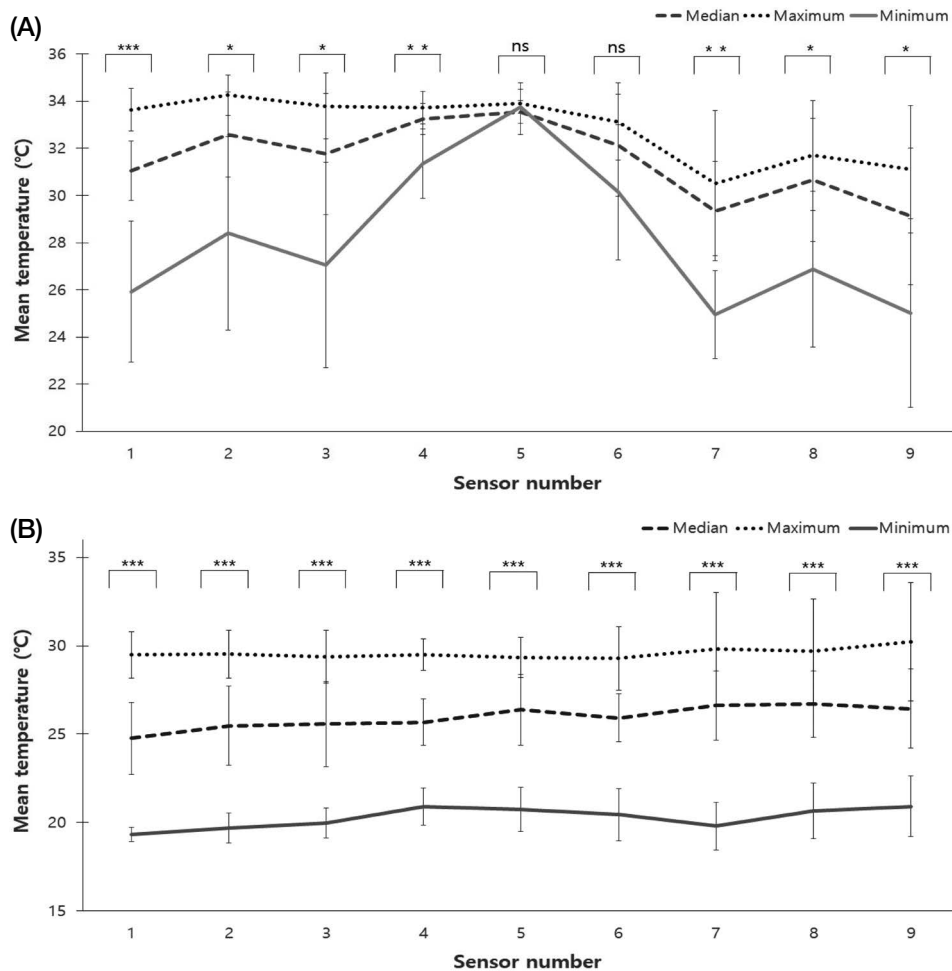 (A)
Median Maximum Minimum
*** * * * * ns ns * * * *
36
34
32
30
28
26
24
22
20
Mean temperature (℃)
1 2 3 4 5 6 7 8 9
Sensor number
(B)
Median Maximum Minimum
*** *** *** *** *** *** *** *** ***
35
30
25
20
15
Mean temperature (℃)
1 2 3 4 5 6 7 8 9
Sensor number